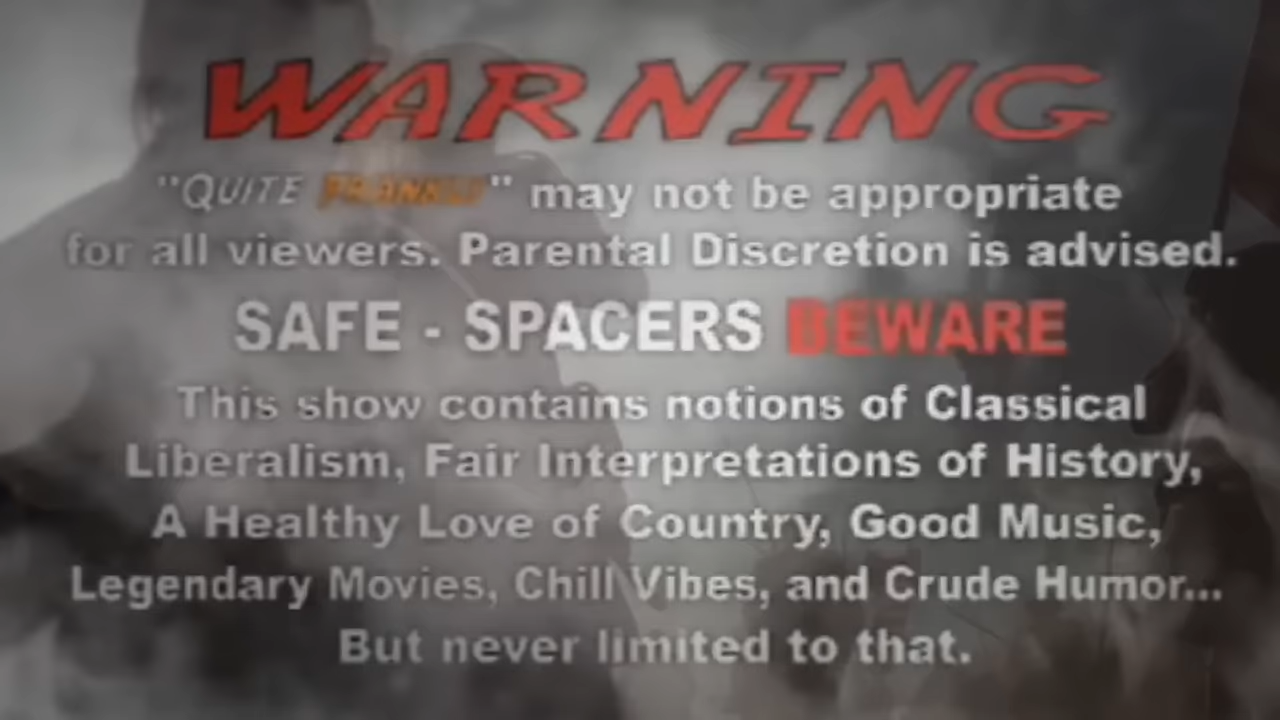 WARNING
"QUITE FRANKLY" may not be appropriate
for all viewers. Parental Discretion is advised.
SAFE - SPACERS BEWARE
This show contains notions of Classical
Liberalism, Fair Interpretations of History,
A Healthy Love of Country, Good Music,
Legendary Movies, Chill Vibes, and Crude Humor...
But never limited to that.